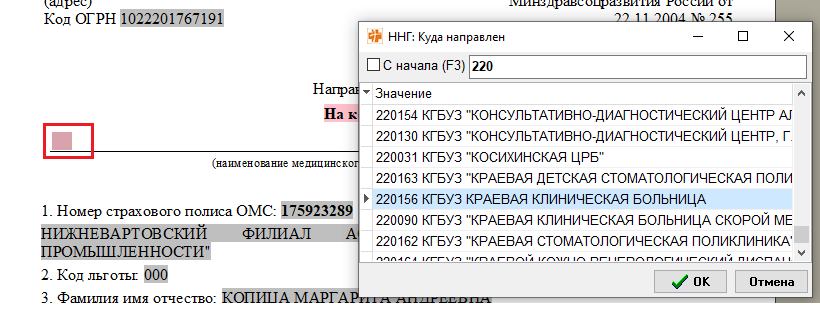 (адрес)
Минздравсоцразвития России от
Код ОГРН 1022201767191
22.11.2004 № 255
ННГ: Куда направлен
С начала (F3) 220
Значение
220154 КГБУЗ "КОНСУЛЬТАТИВНО-ДИАГНОСТИЧЕСКИЙ ЦЕНТР АЛ
220130 КГБУЗ "КОНСУЛЬТАТИВНО-ДИАГНОСТИЧЕСКИЙ ЦЕНТР, Г.
220031 КГБУЗ "КОСИХИНСКАЯ ЦРБ"
220163 КГБУЗ "КРАЕВАЯ ДЕТСКАЯ СТОМАТОЛОГИЧЕСКАЯ ПОЛИ
220156 КГБУЗ КРАЕВАЯ КЛИНИЧЕСКАЯ БОЛЬНИЦА
220090 КГБУЗ "КРАЕВАЯ КЛИНИЧЕСКАЯ БОЛЬНИЦА СКОРОЙ МЕ
220162 КГБУЗ "КРАЕВАЯ СТОМАТОЛОГИЧЕСКАЯ ПОЛИКЛИНИКА"
220164 КГБУЗ "КРАЕВОЙ КОЖНО-ВЕНЕРОЛОГИЧЕСКИЙ ДИСПАН
OK
Отмена
Направ
На к
(наименование медицинског
1. Номер страхового полиса ОМС: 175923289
НИЖНЕВАРТОВСКИЙ ФИЛИАЛ АО
ПРОМЫШЛЕННОСТИ"
2. Код льготы: 000
3. Фамилия имя отчество: КОПИЦА МАРГАРИТА АНДРЕЕВНА